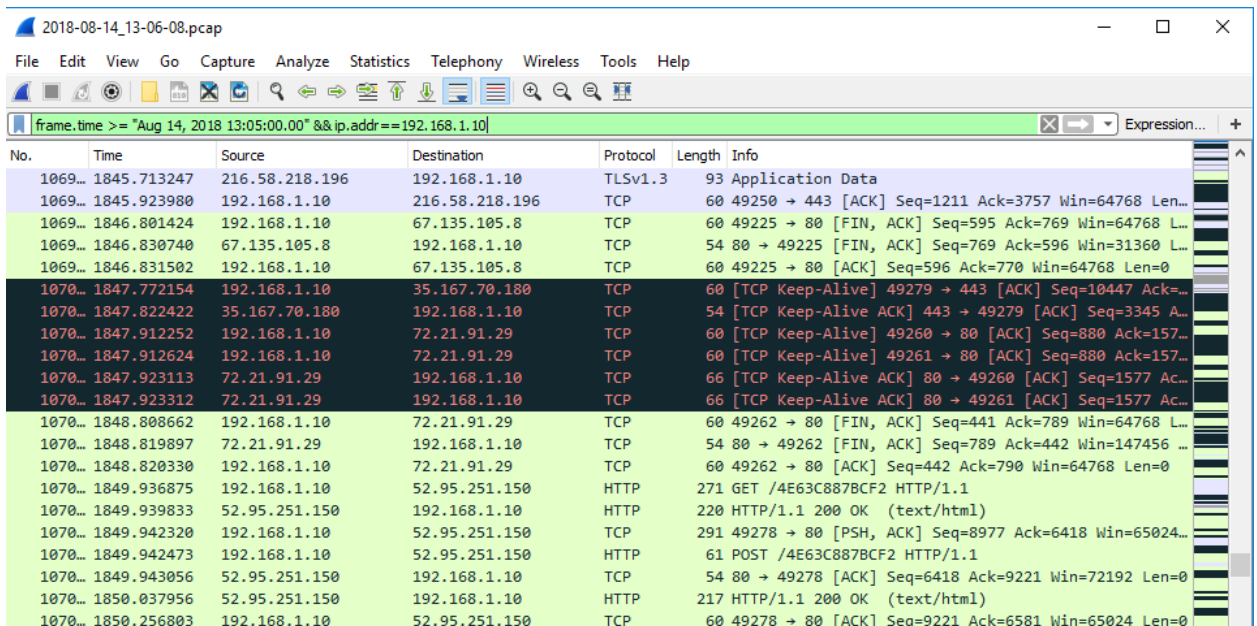 2018-08-14_13-06-08.pcap
File Edit View Go Capture Analyze Statistics Telephony Wireless Tools Help
frame.time >= "Aug 14, 2018 13:05:00.00" && ip.addr==192.168.1.10 Expression... +
No. Time Source Destination Protocol Length Info
1069… 1845.713247 216.58.218.196 192.168.1.10 TLSv1.3 93 Application Data
1069… 1845.923980 192.168.1.10 216.58.218.196 TCP 60 49250 → 443 [ACK] Seq=1211 Ack=3757 Win=64768 Len…
1069… 1846.801424 192.168.1.10 67.135.105.8 TCP 60 49225 → 80 [FIN, ACK] Seq=595 Ack=769 Win=64768 L…
1069… 1846.830740 67.135.105.8 192.168.1.10 TCP 54 80 → 49225 [FIN, ACK] Seq=769 Ack=596 Win=31360 L…
1069… 1846.831502 192.168.1.10 67.135.105.8 TCP 60 49225 → 80 [ACK] Seq=596 Ack=770 Win=64768 Len=0
1070… 1847.772154 192.168.1.10 35.167.70.180 TCP 60 [TCP Keep-Alive] 49279 → 443 [ACK] Seq=10447 Ack=…
1070… 1847.822422 35.167.70.180 192.168.1.10 TCP 54 [TCP Keep-Alive ACK] 443 → 49279 [ACK] Seq=3345 A…
1070… 1847.912252 192.168.1.10 72.21.91.29 TCP 60 [TCP Keep-Alive] 49260 → 80 [ACK] Seq=880 Ack=157…
1070… 1847.912624 192.168.1.10 72.21.91.29 TCP 60 [TCP Keep-Alive] 49261 → 80 [ACK] Seq=880 Ack=157…
1070… 1847.923113 72.21.91.29 192.168.1.10 TCP 66 [TCP Keep-Alive ACK] 80 → 49260 [ACK] Seq=1577 Ac…
1070… 1847.923312 72.21.91.29 192.168.1.10 TCP 66 [TCP Keep-Alive ACK] 80 → 49261 [ACK] Seq=1577 Ac…
1070… 1848.808662 192.168.1.10 72.21.91.29 TCP 60 49262 → 80 [FIN, ACK] Seq=441 Ack=789 Win=64768 L…
1070… 1848.819897 72.21.91.29 192.168.1.10 TCP 54 80 → 49262 [FIN, ACK] Seq=789 Ack=442 Win=147456 …
1070… 1848.820330 192.168.1.10 72.21.91.29 TCP 60 49262 → 80 [ACK] Seq=442 Ack=790 Win=64768 Len=0
1070… 1849.936875 192.168.1.10 52.95.251.150 HTTP 271 GET /4E63C887BCF2 HTTP/1.1
1070… 1849.939833 52.95.251.150 192.168.1.10 HTTP 220 HTTP/1.1 200 OK (text/html)
1070… 1849.942320 192.168.1.10 52.95.251.150 TCP 291 49278 → 80 [PSH, ACK] Seq=8977 Ack=6418 Win=65024…
1070… 1849.942473 192.168.1.10 52.95.251.150 HTTP 61 POST /4E63C887BCF2 HTTP/1.1
1070… 1849.943056 52.95.251.150 192.168.1.10 TCP 54 80 → 49278 [ACK] Seq=6418 Ack=9221 Win=72192 Len=0
1070… 1850.037956 52.95.251.150 192.168.1.10 HTTP 217 HTTP/1.1 200 OK (text/html)
1070… 1850.256803 192.168.1.10 52.95.251.150 TCP 60 49278 → 80 [ACK] Seq=9221 Ack=6581 Win=65024 Len=0